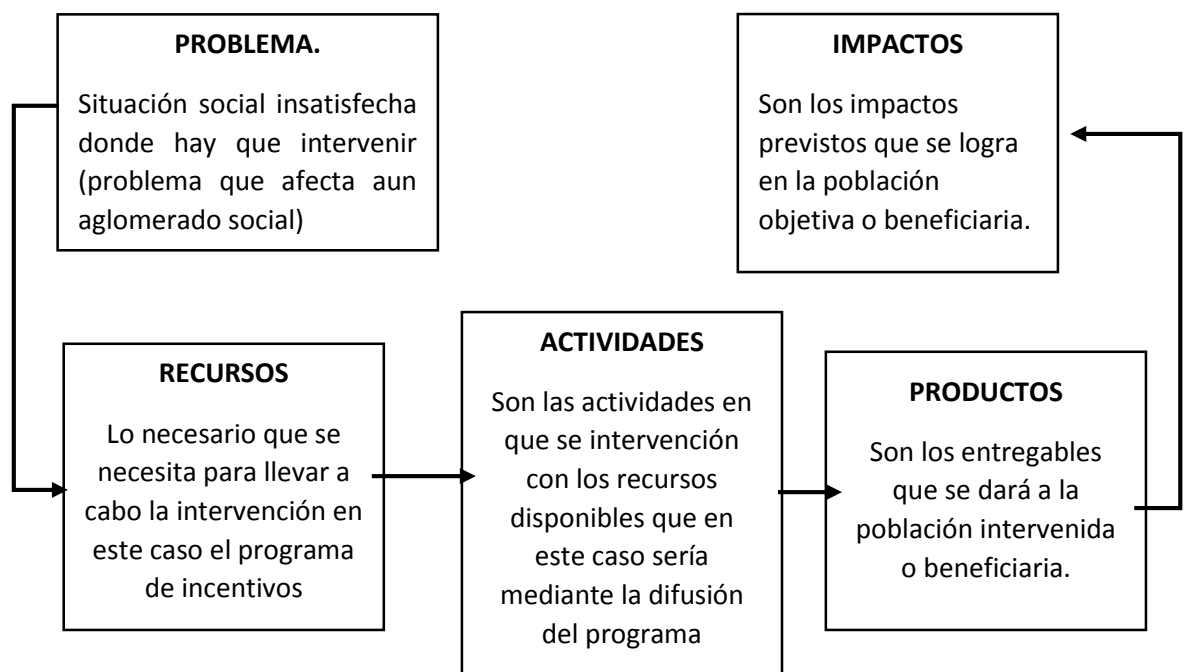 PROBLEMA.
Situación social insatisfecha
donde hay que intervenir
(problema que afecta aun
aglomerado social)
RECURSOS
Lo necesario que se
necesita para llevar a
cabo la intervención en
este caso el programa
de incentivos
ACTIVIDADES
Son las actividades en
que se intervención
con los recursos
disponibles que en
este caso sería
mediante la difusión
del programa
PRODUCTOS
Son los entregables
que se dará a la
población intervenida
o beneficiaria.
IMPACTOS
Son los impactos
previstos que se logra
en la población
objetiva o beneficiaria.